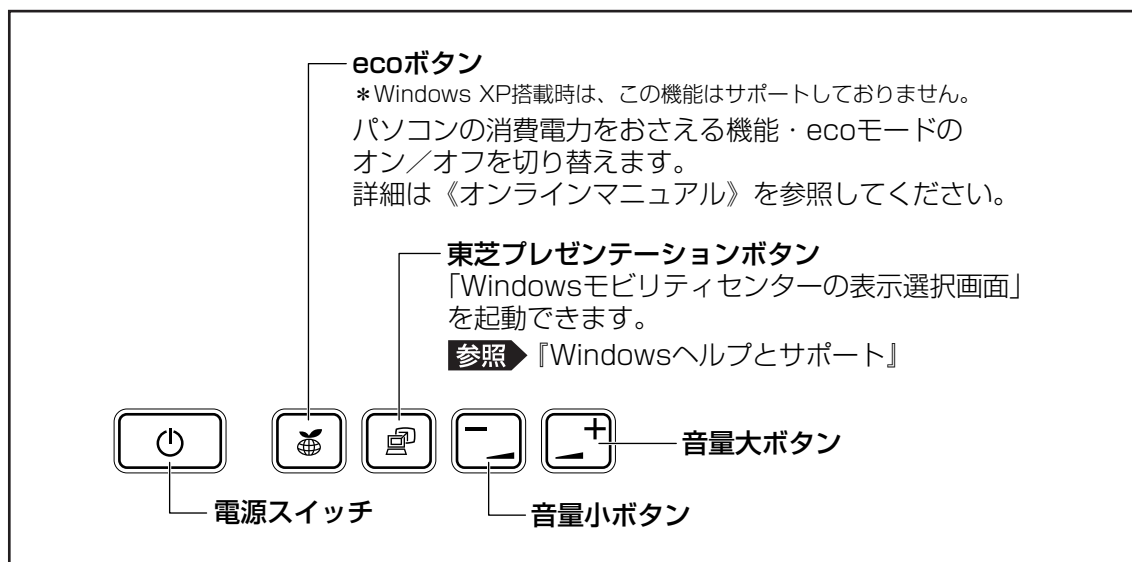 ecoボタン
＊Windows XP搭載時は、この機能はサポートしておりません。
パソコンの消費電力をおさえる機能・ecoモードの
オン／オフを切り替えます。
詳細は《オンラインマニュアル》を参照してください。
東芝プレゼンテーションボタン
「Windowsモビリティセンターの表示選択画面」
を起動できます。
参照 『Windowsヘルプとサポート』
音量大ボタン
電源スイッチ
音量小ボタン